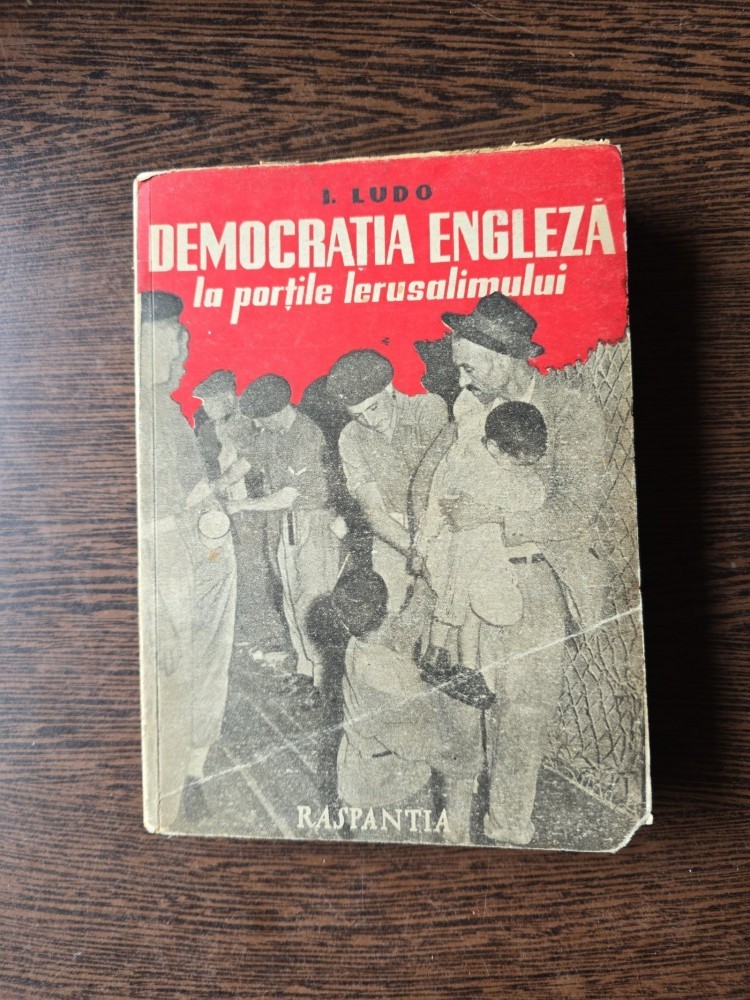 I. LUDO
DEMOCRAȚIA ENGLEZĂ
la porțile Ierusalimului
RASPANTIA